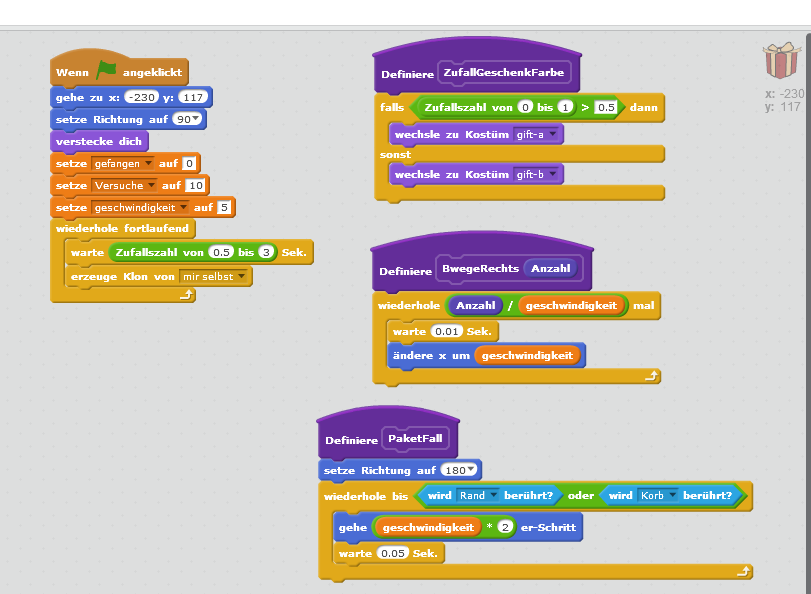 Wenn angeklickt
gehe zu x: -230 y: 117
setze Richtung auf 90
verstecke dich
setze gefangen auf 0
setze Versuche auf 10
setze geschwindigkeit auf 5
wiederhole fortlaufend
warte Zufallszahl von 0.5 bis 3 Sek.
erzeuge Klon von mir selbst
Definiere ZufallGeschenkFarbe
falls Zufallszahl von 0 bis 1 > 0.5 dann
wechsle zu Kostüm gift-a
sonst
wechsle zu Kostüm gift-b
x: -230
y: 117
Definiere BwegeRechts Anzahl
wiederhole Anzahl / geschwindigkeit mal
warte 0.01 Sek.
ändere x um geschwindigkeit
Definiere PaketFall
setze Richtung auf 180
wiederhole bis wird Rand berührt? oder wird Korb berührt?
gehe geschwindigkeit * 2 er-Schritt
warte 0.05 Sek.